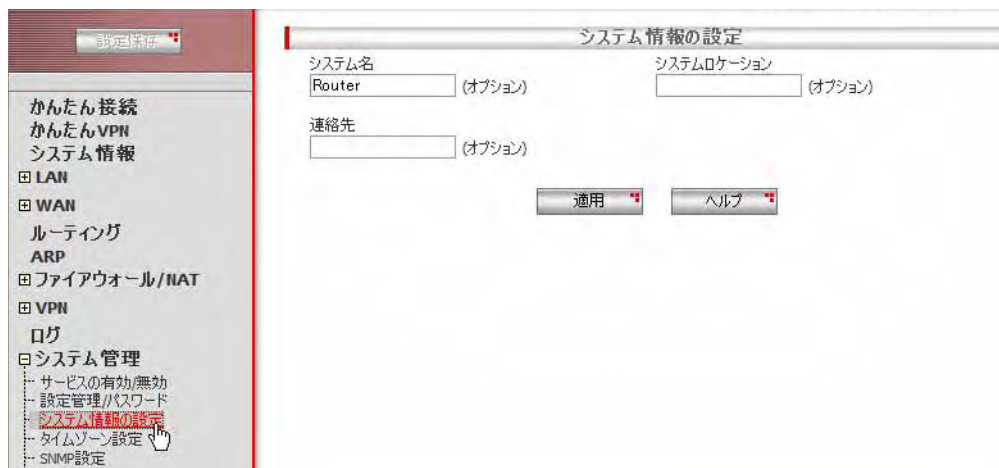 設定保存
かんたん接続
かんたんVPN
システム情報
LAN
WAN
ルーティング
ARP
ファイアウォール/NAT
VPN
ログ
システム管理
サービスの有効/無効
設定管理/パスワード
システム情報の設定
タイムゾーン設定
SNMP設定
システム情報の設定
システム名 システムロケーション
Router (オプション) (オプション)
連絡先
(オプション)
適用 ヘルプ